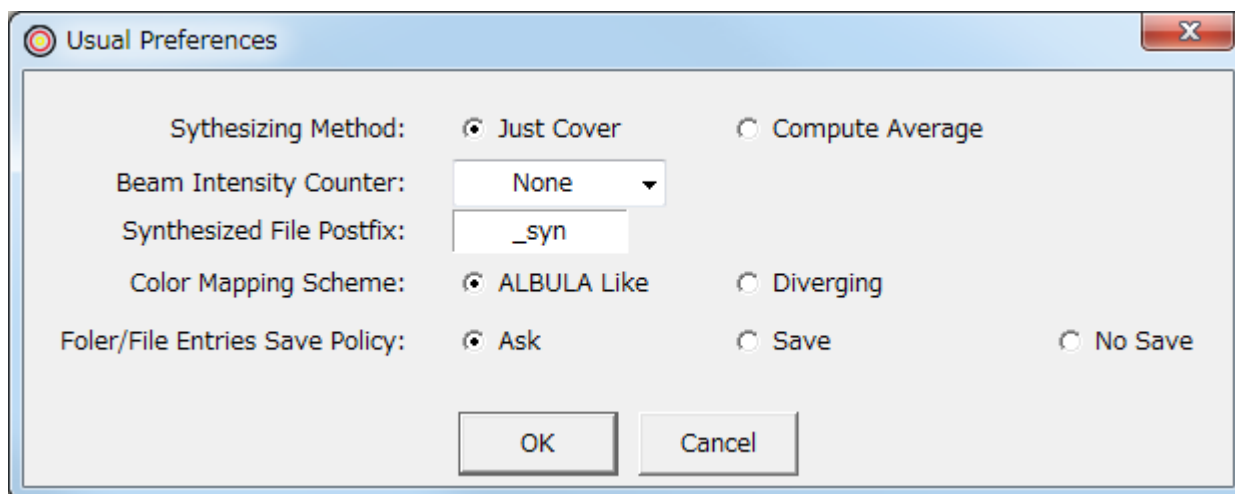 Usual Preferences
Sythesizing Method: Just Cover Compute Average
Beam Intensity Counter: None
Synthesized File Postfix: _syn
Color Mapping Scheme: ALBULA Like Diverging
Foler/File Entries Save Policy: Ask Save No Save
OK Cancel